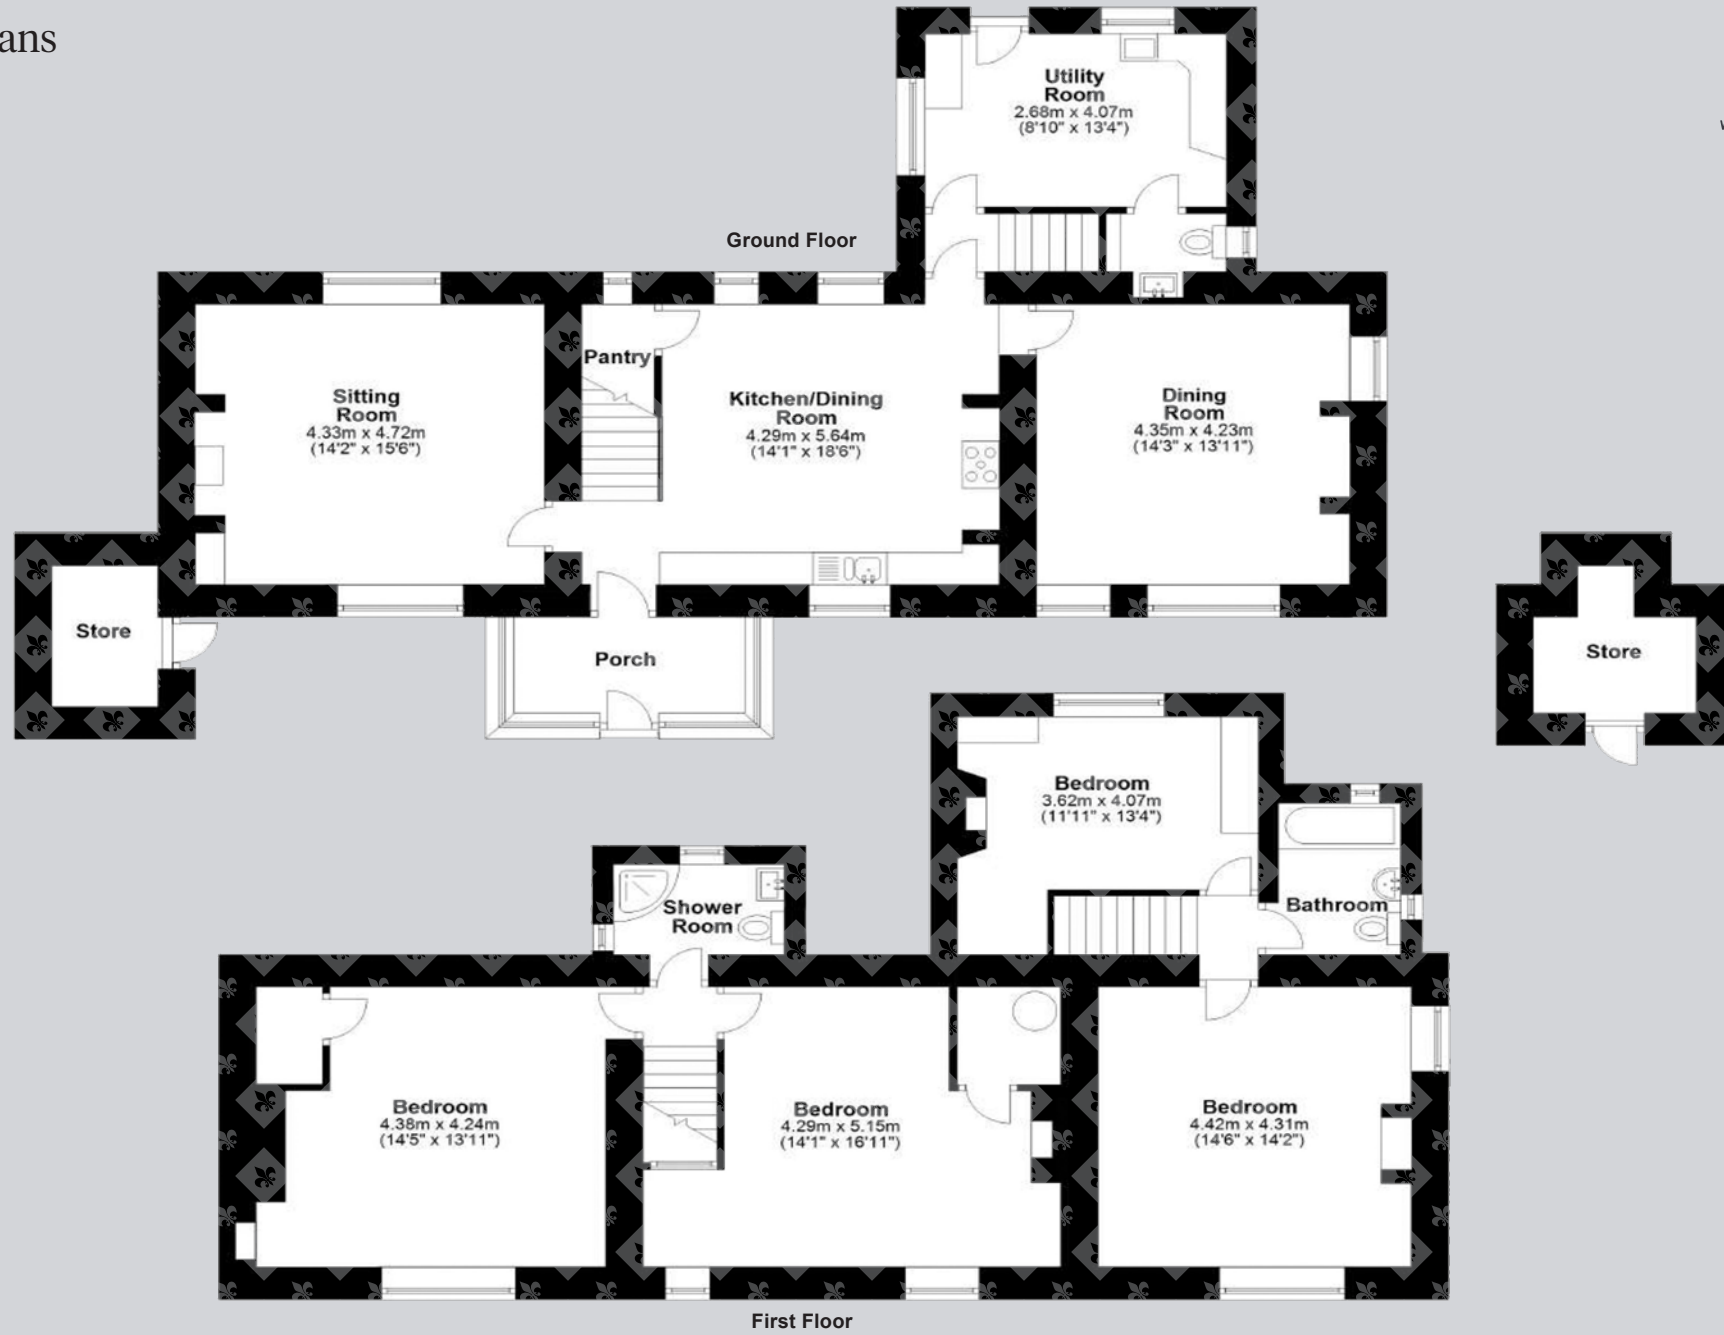 ans
Utility
Room
2.68m x 4.07m
(8'10" x 13'4")
Ground Floor
Pantry
Sitting
Room
4.33m x 4.72m
(14'2" x 15'6")
Kitchen/Dining
Room
4.29m x 5.64m
(14'1" x 18'6")
Dining
Room
4.35m x 4.23m
(14'3" x 13'11")
Store
Porch
Store
Bedroom
3.62m x 4.07m
(11'11" x 13'4")
Shower
Room
Bathroom
Bedroom
4.38m x 4.24m
(14'5" x 13'11")
Bedroom
4.29m x 5.15m
(14'1" x 16'11")
Bedroom
4.42m x 4.31m
(14'6" x 14'2")
First Floor